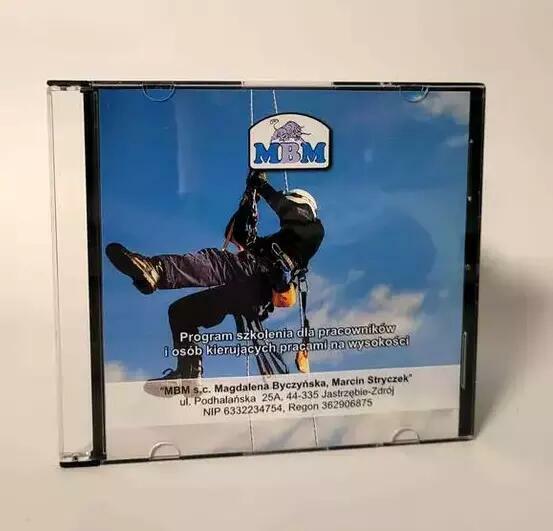 MBM
Program szkolenia dla pracowników
i osób kierujących pracami na wysokości
"MBM s.c. Magdalena Byczyńska, Marcin Stryczek"
ul. Podhalańska 25A, 44-335 Jastrzębie-Zdrój
NIP 6332234754, Regon 362906875